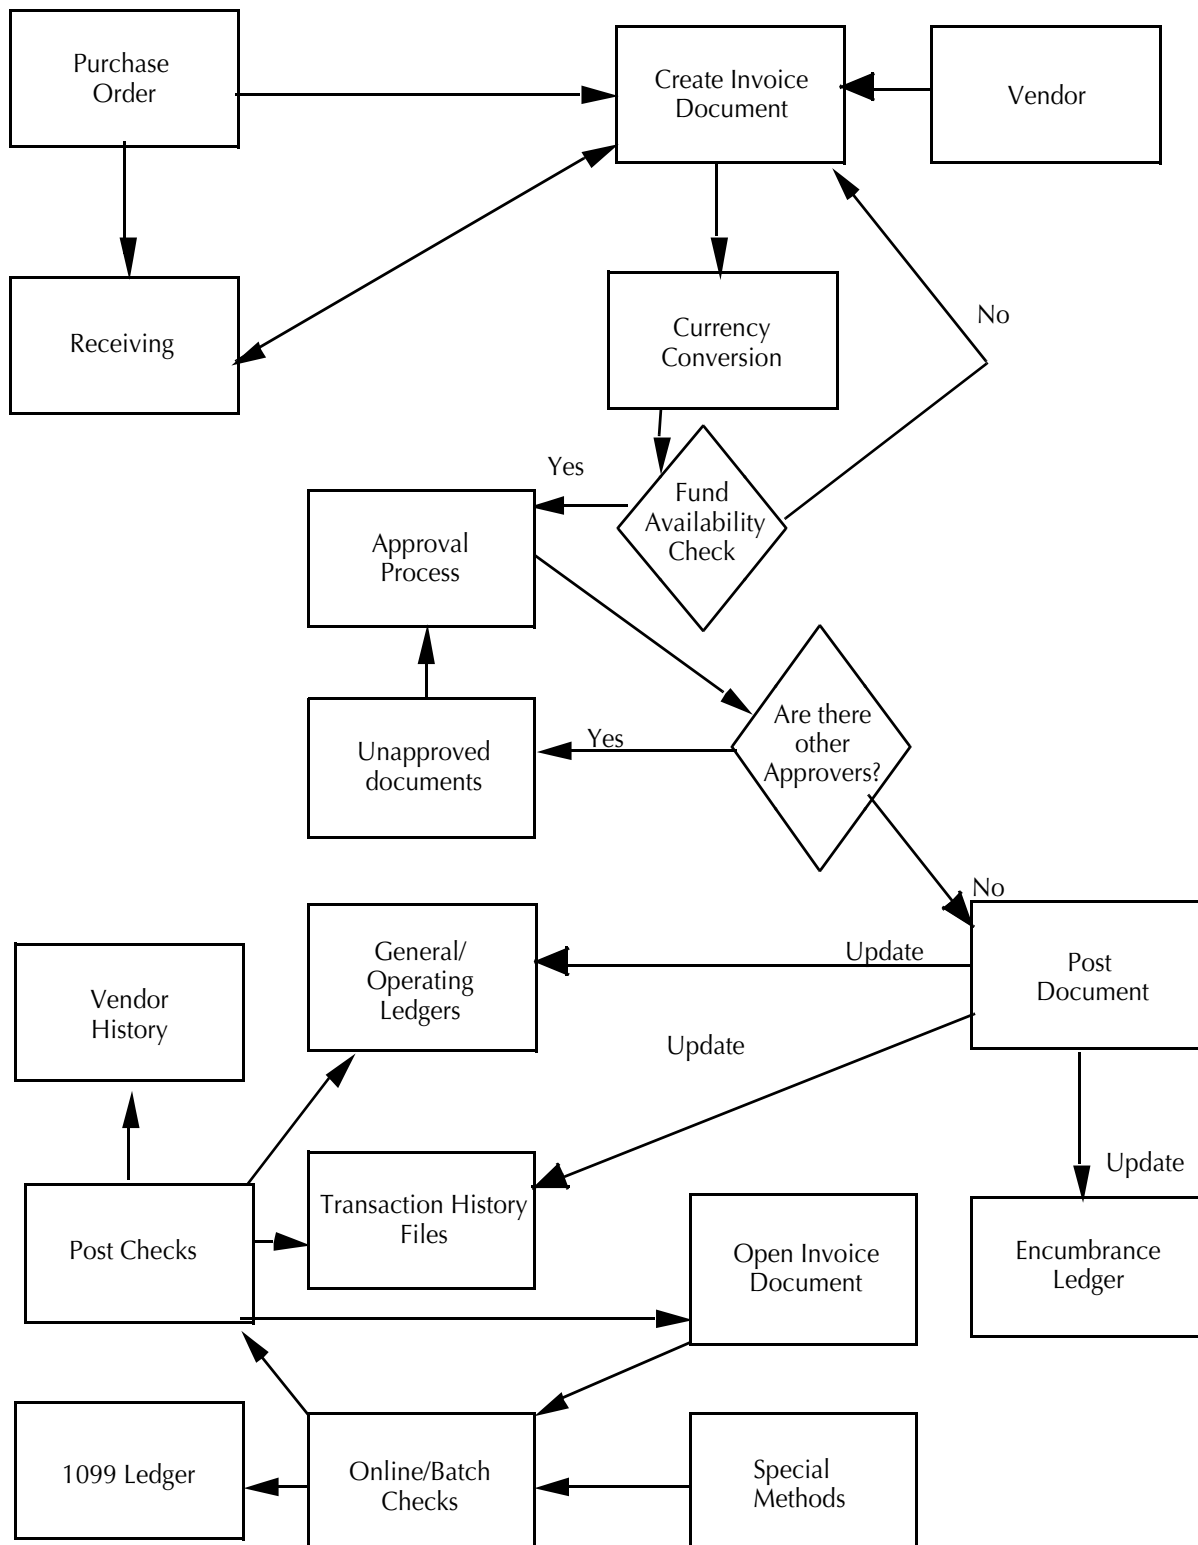 Purchase
Order
Create Invoice
Document
Vendor
Receiving
Currency
Conversion
No
Yes
Fund
Availability
Check
Approval
Process
Are there
other
Approvers?
Yes
Unapproved
documents
No
General/
Operating
Ledgers
Update
Post
Document
Vendor
History
Update
Update
Transaction History
Files
Post Checks
Open Invoice
Document
Encumbrance
Ledger
1099 Ledger
Online/Batch
Checks
Special
Methods